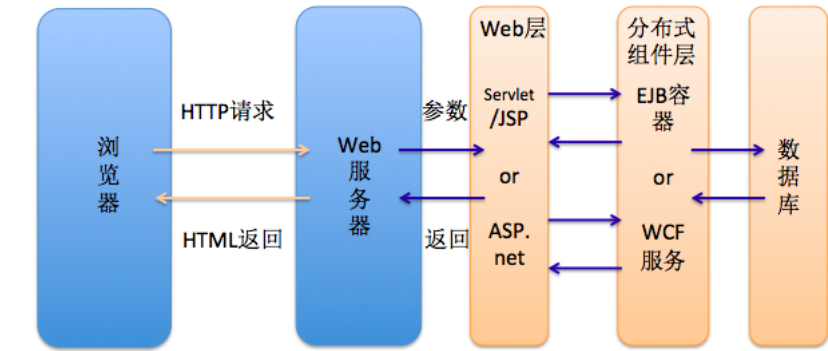 浏
览
器
HTTP请求
HTML返回
Web
服
务
器
参数
返回
Web层
Servlet
/JSP
or
ASP.
net
分布式
组件层
EJB容
器
or
WCF
服务
数
据
库